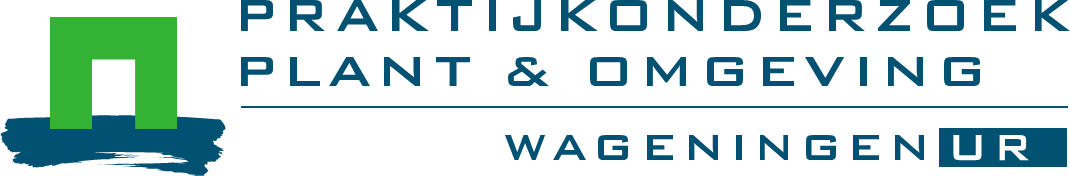 PRAKTIJKONDERZOEK
PLANT & OMGEVING
WAGENINGEN UR